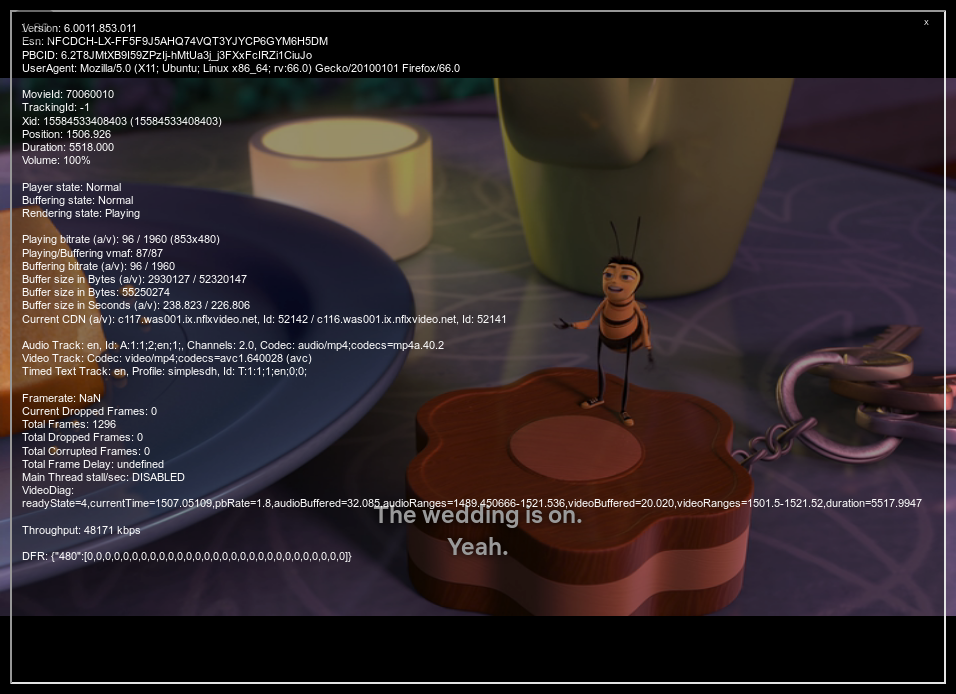 Version: 6.0011.853.011
Esn: NFCDCH-LX-FF5F9J5AHQ74VQT3YJYCP6GYM6H5DM
PBCID: 6.2T8JMtXB9I59ZPzIj-hMtUa3j_j3FXxFcIRZi1CiuJo
UserAgent: Mozilla/5.0 (X11; Ubuntu; Linux x86_64; rv:66.0) Gecko/20100101 Firefox/66.0
x
MovieId: 70060010
TrackingId: -1
Xid: 15584533408403 (15584533408403)
Position: 1506.926
Duration: 5518.000
Volume: 100%
Player state: Normal
Buffering state: Normal
Rendering state: Playing
Playing bitrate (a/v): 96 / 1960 (853x480)
Playing/Buffering vmaf: 87/87
Buffering bitrate (a/v): 96 / 1960
Buffer size in Bytes (a/v): 2930127 / 52320147
Buffer size in Bytes: 55250274
Buffer size in Seconds (a/v): 238.823 / 226.806
Current CDN (a/v): c117.was001.ix.nflxvideo.net, Id: 52142 / c116.was001.ix.nflxvideo.net, Id: 52141
Audio Track: en, Id: A:1:1;2;en;1;, Channels: 2.0, Codec: audio/mp4;codecs=mp4a.40.2
Video Track: Codec: video/mp4;codecs=avc1.640028 (avc)
Timed Text Track: en, Profile: simplesdh, Id: T:1:1;1;en;0;0;
Framerate: NaN
Current Dropped Frames: 0
Total Frames: 1296
Total Dropped Frames: 0
Total Corrupted Frames: 0
Total Frame Delay: undefined
Main Thread stall/sec: DISABLED
VideoDiag:
readyState=4,currentTime=1507.05109,pbRate=1.8,audioBuffered=32.085,audioRanges=1489.450666-1521.536,videoBuffered=20.020,videoRanges=1501.5-1521.52,duration=5517.9947
Throughput: 48171 kbps
DFR: {"480":[0,0,0,0,0,0,0,0,0,0,0,0,0,0,0,0,0,0,0,0,0,0,0,0,0,0,0,0,0]}
The wedding is on.
Yeah.